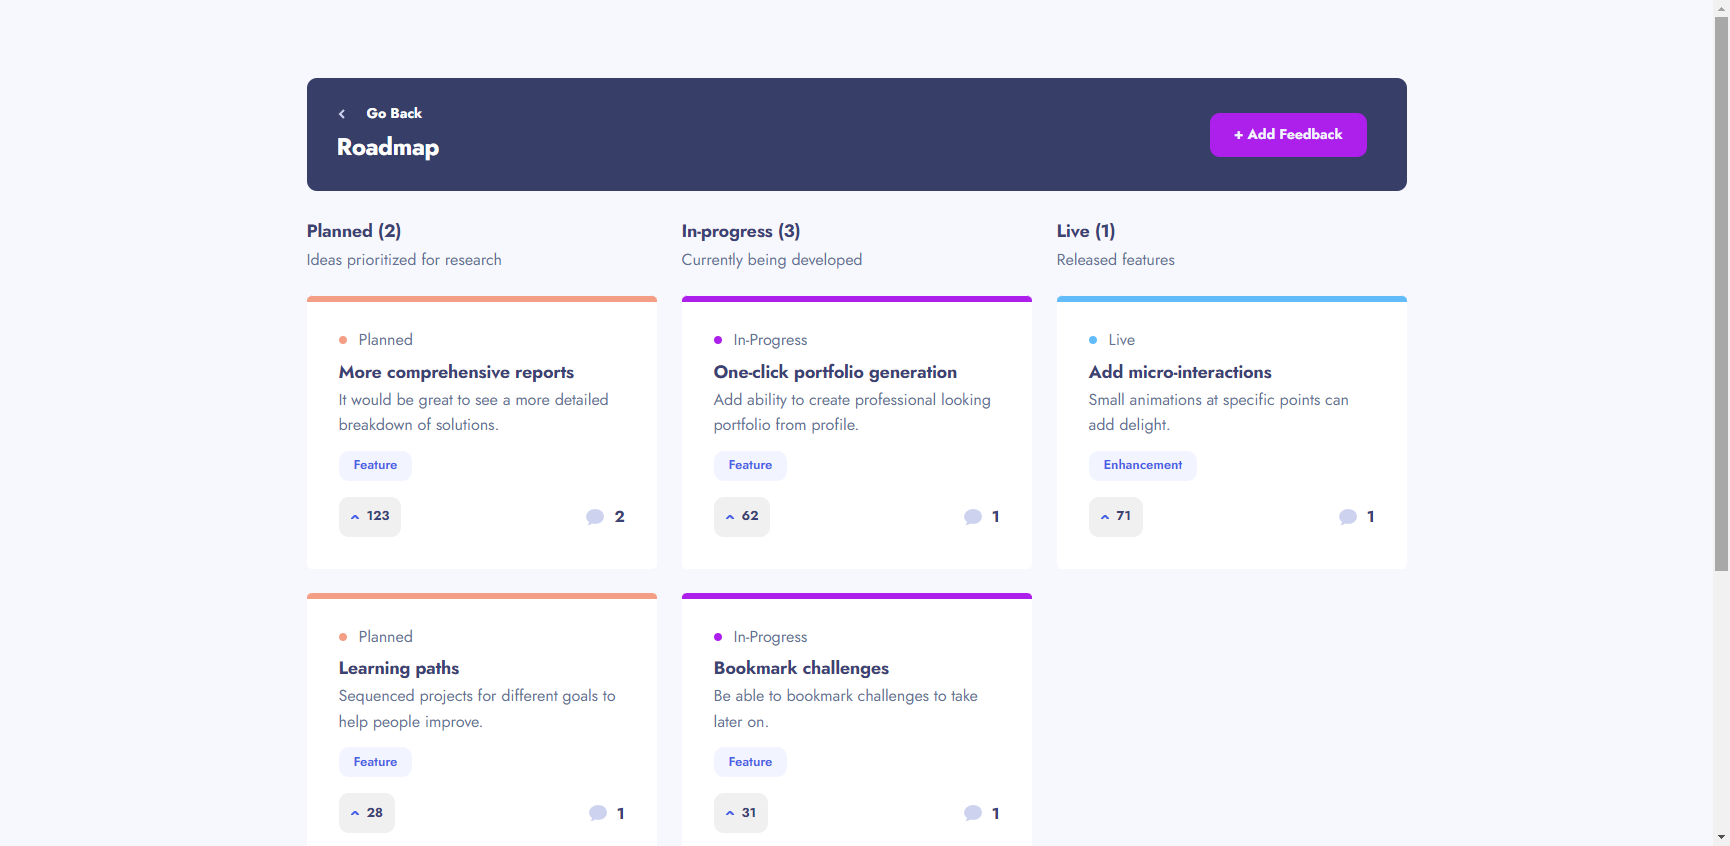 Go Back
Roadmap
+ Add Feedback
Planned (2)
Ideas prioritized for research
In-progress (3)
Currently being developed
Live (1)
Released features
Planned
More comprehensive reports
It would be great to see a more detailed
breakdown of solutions.
Feature
123
2
In-Progress
One-click portfolio generation
Add ability to create professional looking
portfolio from profile.
Feature
62
1
Live
Add micro-interactions
Small animations at specific points can
add delight.
Enhancement
71
1
Planned
Learning paths
Sequenced projects for different goals to
help people improve.
Feature
28
1
In-Progress
Bookmark challenges
Be able to bookmark challenges to take
later on.
Feature
31
1